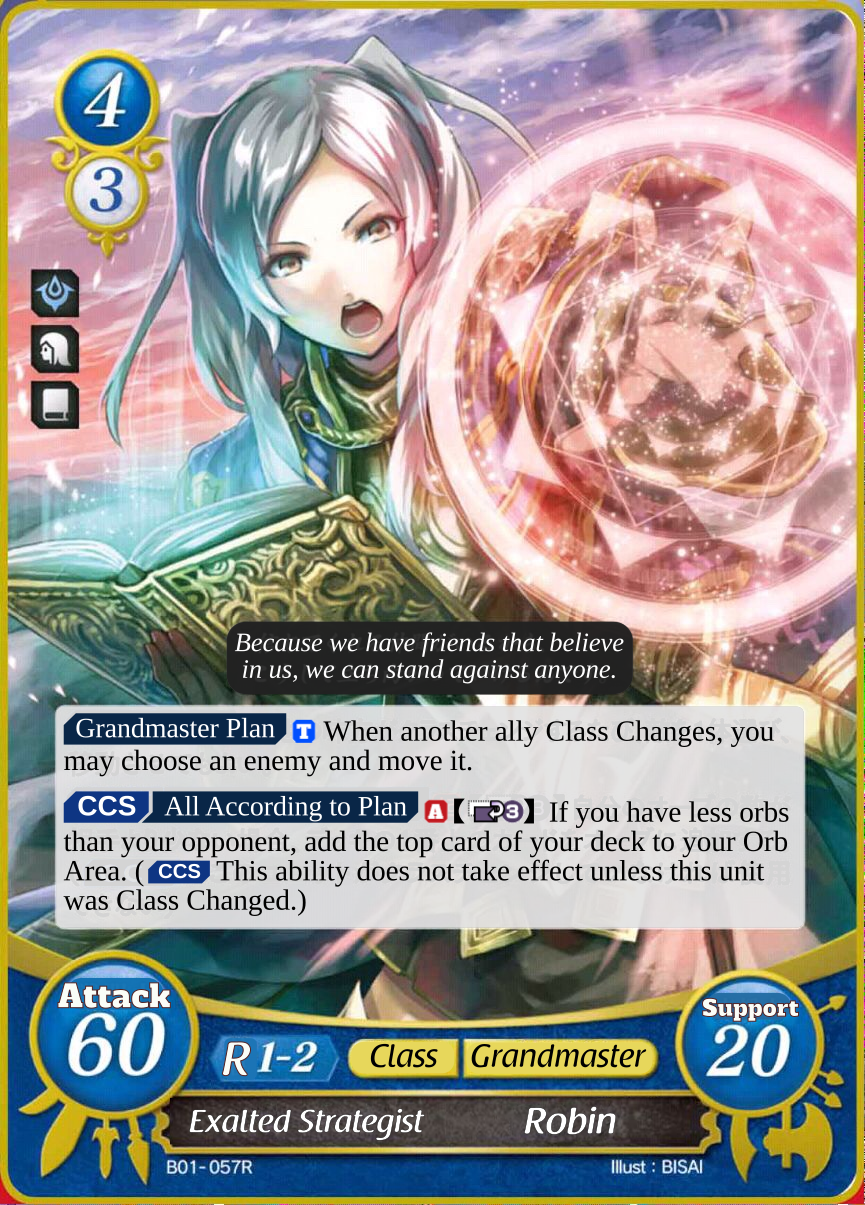 4
3
Because we have friends that believe
in us, we can stand against anyone.
Grandmaster Plan T When another ally Class Changes, you
may choose an enemy and move it.
CCS All According to Plan A 【3】 If you have less orbs
than your opponent, add the top card of your deck to your Orb
Area. ( CCS This ability does not take effect unless this unit
was Class Changed.)
Attack
60
R 1-2 Class Grandmaster
Support
20
Exalted Strategist Robin
B01-057R Illust : BISAI